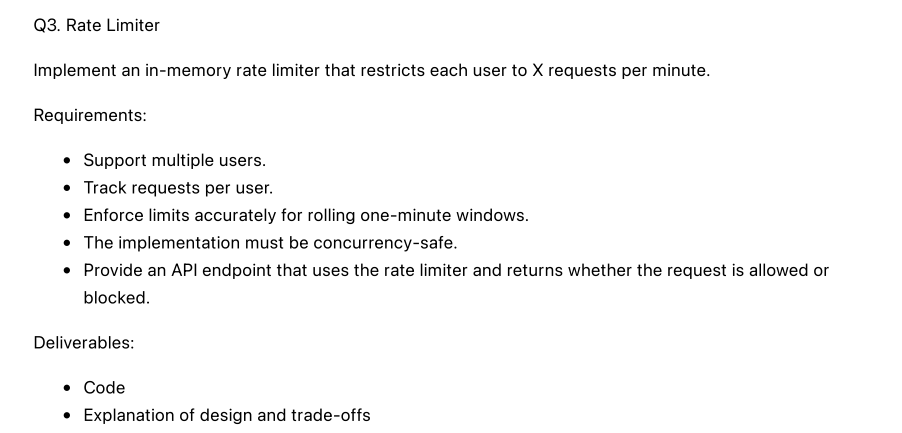 Q3. Rate Limiter
Implement an in-memory rate limiter that restricts each user to X requests per minute.
Requirements:
• Support multiple users.
• Track requests per user.
• Enforce limits accurately for rolling one-minute windows.
• The implementation must be concurrency-safe.
• Provide an API endpoint that uses the rate limiter and returns whether the request is allowed or
blocked.
Deliverables:
• Code
• Explanation of design and trade-offs